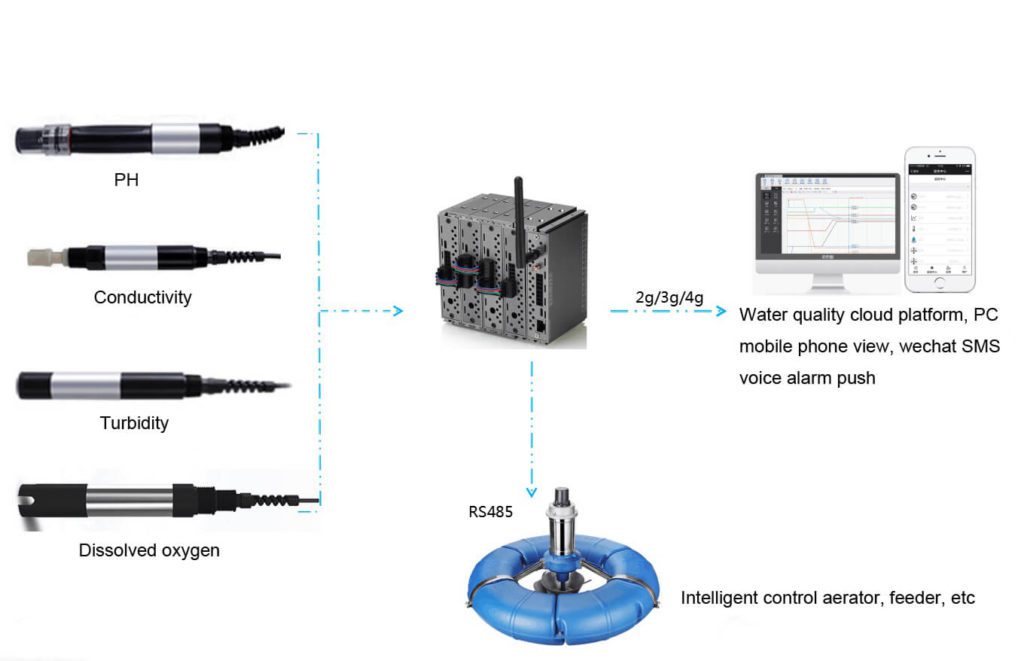 PH
Conductivity
Turbidity
Dissolved oxygen
2g/3g/4g
Water quality cloud platform, PC
mobile phone view, wechat SMS
voice alarm push
RS485
Intelligent control aerator, feeder, etc